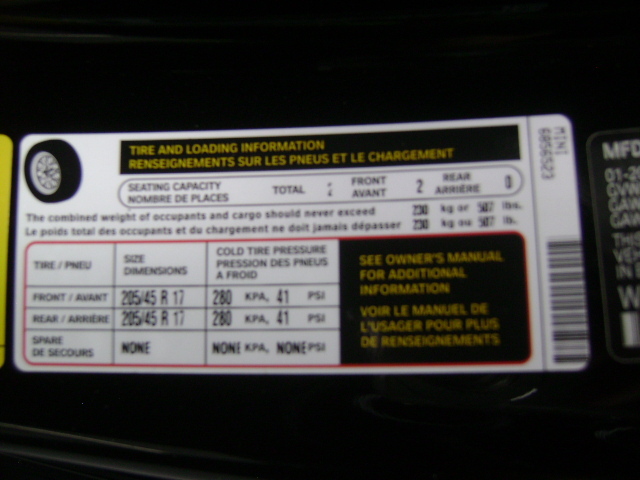 TIRE AND LOADING INFORMATION
RENSEIGNEMENTS SUR LES PNEUS ET LE CHARGEMENT
SEATING CAPACITY
NOMBRE DE PLACES
TOTAL
FRONT
AVANT
2
REAR
ARRIÈRE
0
The combined weight of occupants and cargo should never exceed 230 kg or 507 lbs.
Le poids total des occupants et du chargement ne doit jamais dépasser 230 kg ou 507 lb.
TIRE / PNEU
SIZE
DIMENSIONS
COLD TIRE PRESSURE
PRESSION DES PNEUS
A FROID
FRONT / AVANT 205/45 R 17 280 KPA, 41 PSI
REAR / ARRIÈRE 205/45 R 17 280 KPA, 41 PSI
SPARE
DE SECOURS
NONE NONE KPA, NONE PSI
SEE OWNER'S MANUAL
FOR ADDITIONAL
INFORMATION
VOIR LE MANUEL DE
L'USAGER POUR PLUS
DE RENSEIGNEMENTS
MINI
MFD
GVW
GAW
GAW